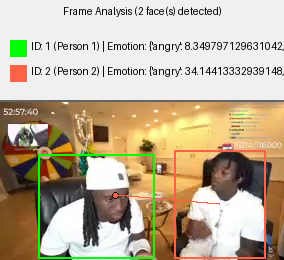 Frame Analysis (2 face(s) detected)
ID: 1 (Person 1) | Emotion: {'angry': 8.349797129631042,
ID: 2 (Person 2) | Emotion: {'angry': 34.14413332939148,
52:57:40